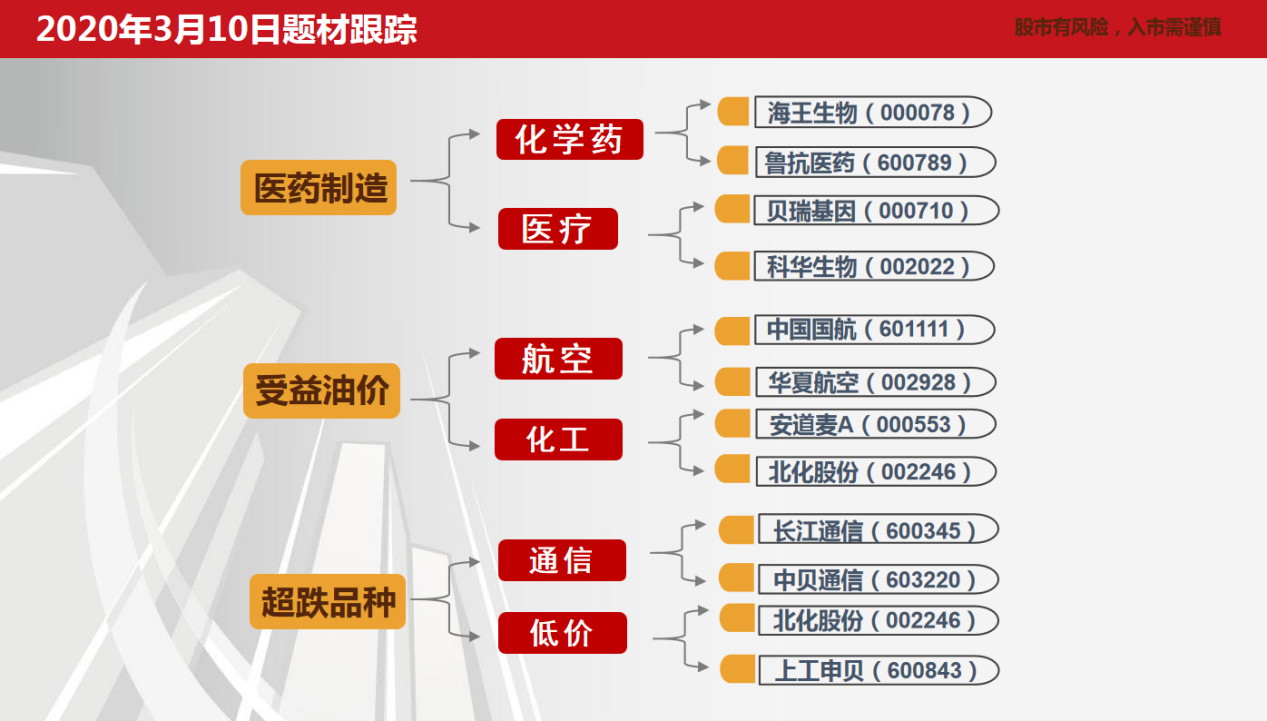 2020年3月10日题材跟踪
股市有风险，入市需谨慎
医药制造
化学药
海王生物（000078）
鲁抗医药（600789）
医疗
贝瑞基因（000710）
科华生物（002022）
受益油价
航空
中国国航（601111）
华夏航空（002928）
化工
安道麦A（000553）
北化股份（002246）
超跌品种
通信
长江通信（600345）
中贝通信（603220）
低价
北化股份（002246）
上工申贝（600843）